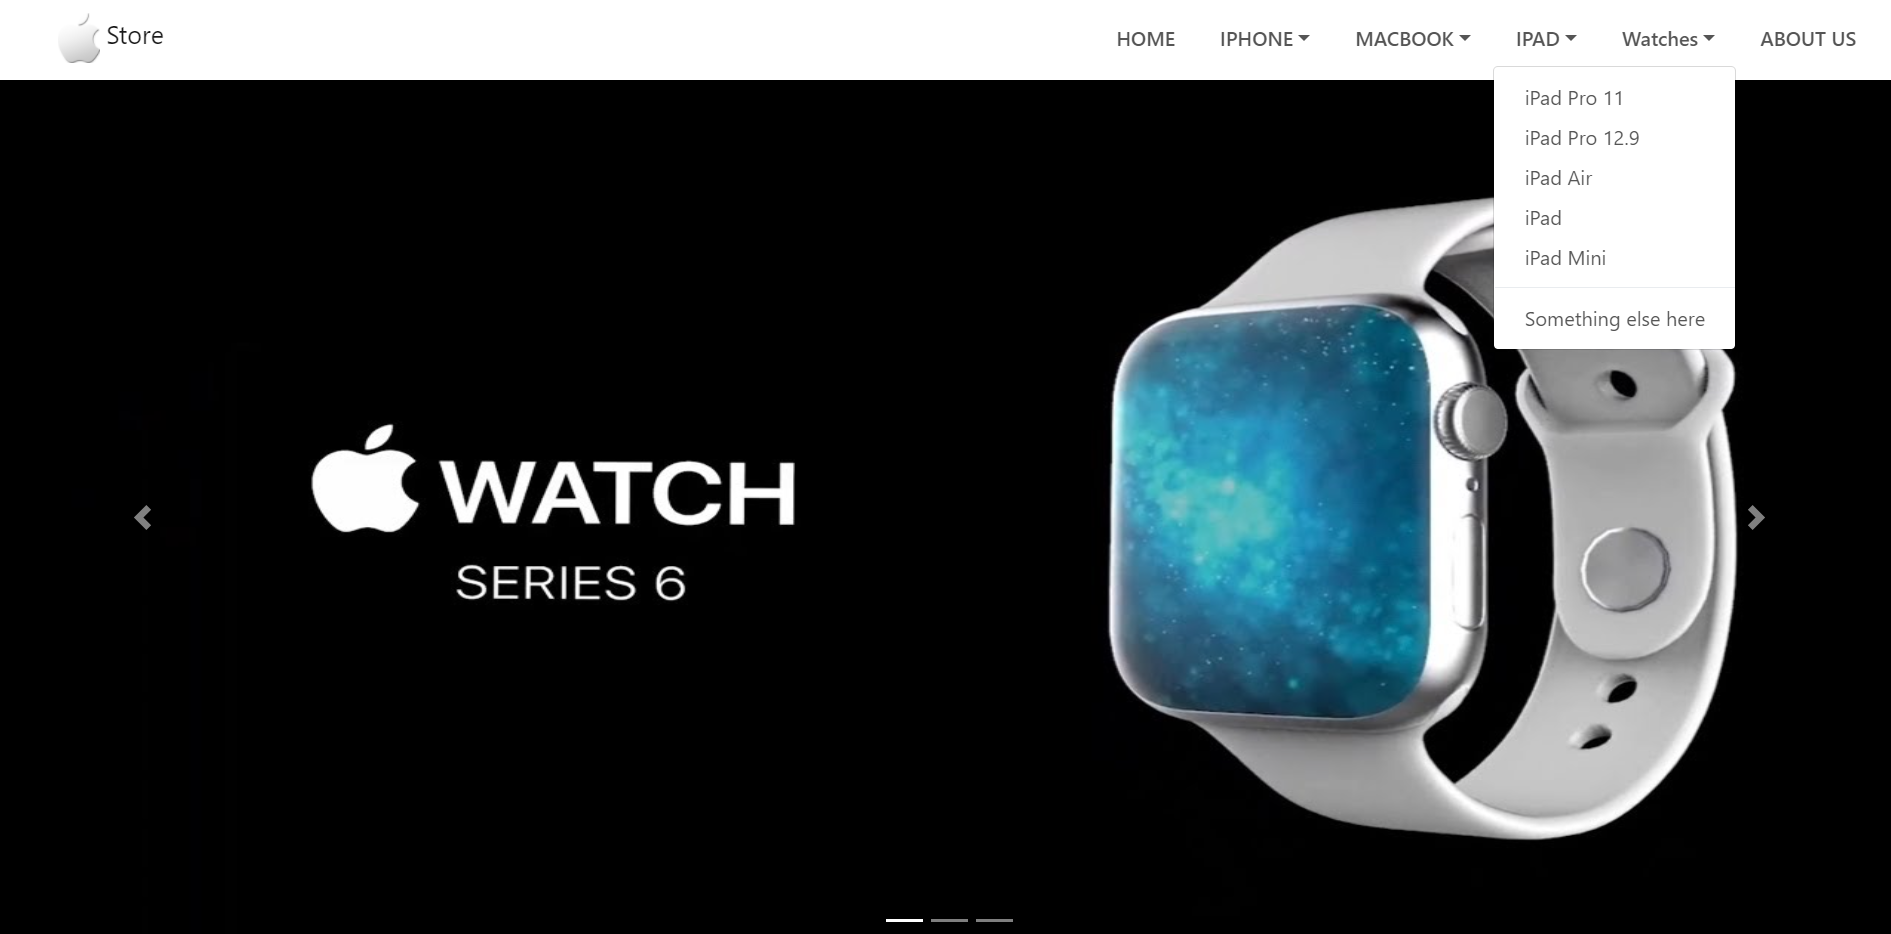 Store
HOME IPHONE MACBOOK IPAD Watches ABOUT US
iPad Pro 11
iPad Pro 12.9
iPad Air
iPad
iPad Mini
Something else here
WATCH
SERIES 6